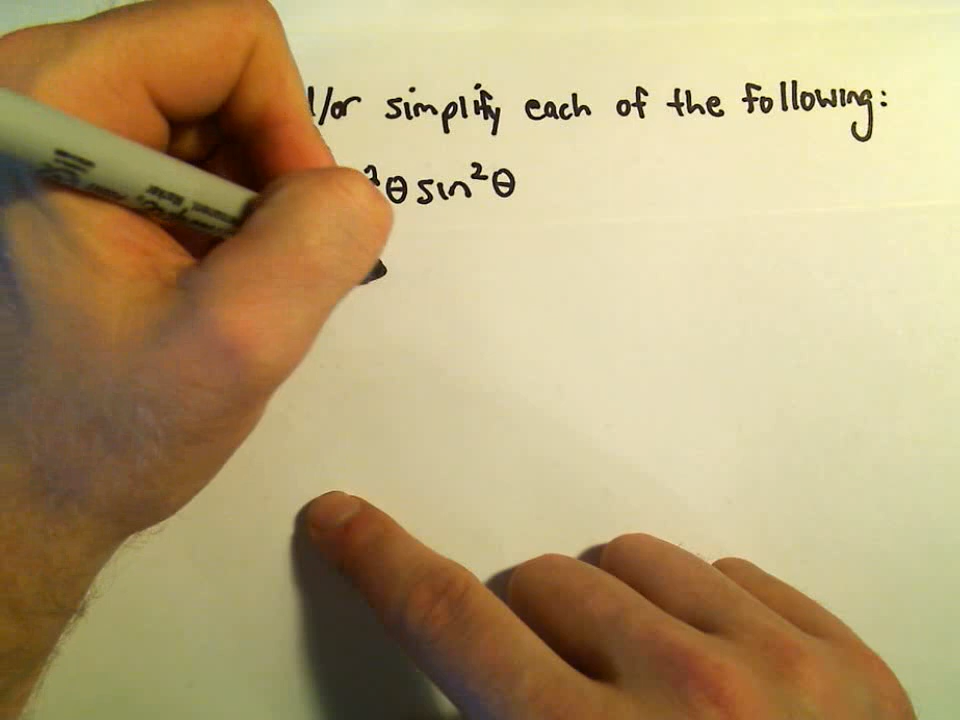 /or simplify each of the following:
²θ sin²θ